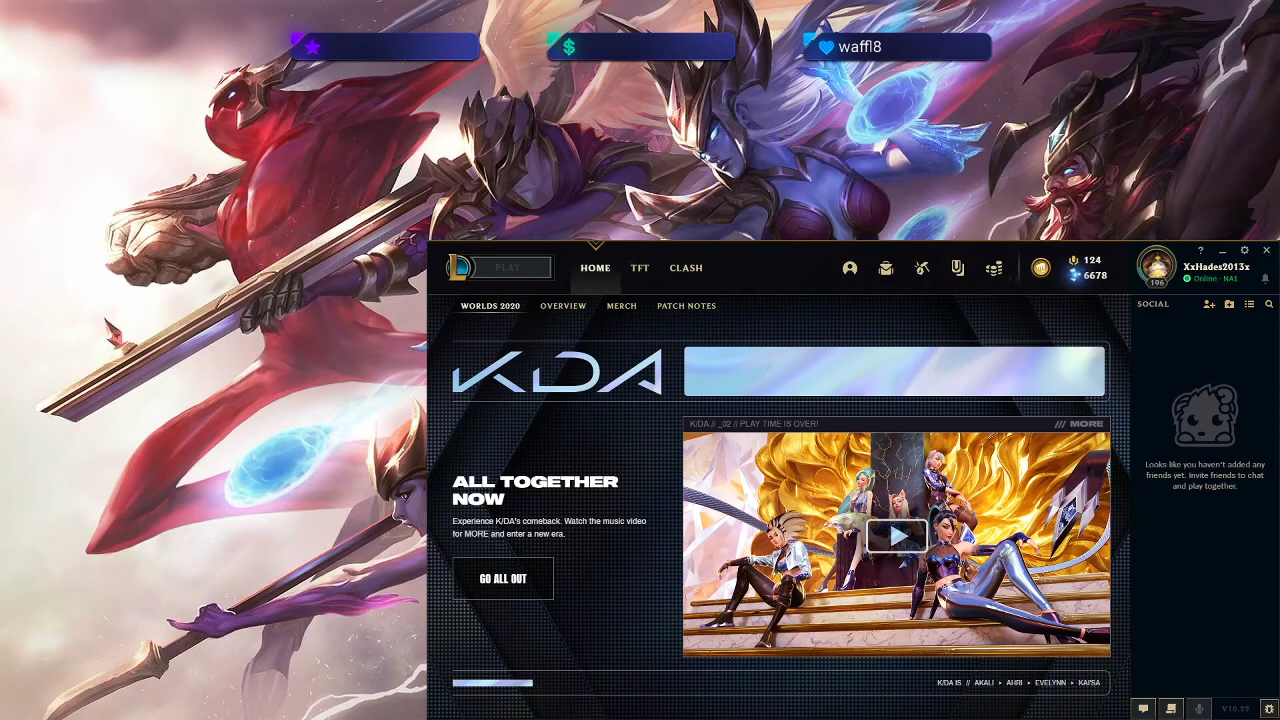 $
waffl8
PLAY
HOME
TFT
CLASH
124
6678
196
?
XxHades2013x
Online - NA1
WORLDS 2020
OVERVIEW
MERCH
PATCH NOTES
SOCIAL
K/DA
K/DA // _02 // PLAY TIME IS OVER!
/// MORE
ALL TOGETHER
NOW
Experience K/DA's comeback. Watch the music video
for MORE and enter a new era.
GO ALL OUT
Looks like you haven't added any
friends yet. Invite friends to chat
and play together.
K/DA IS // AKALI ‣ AHRI ‣ EVELYNN ‣ KAI'SA
V10.22